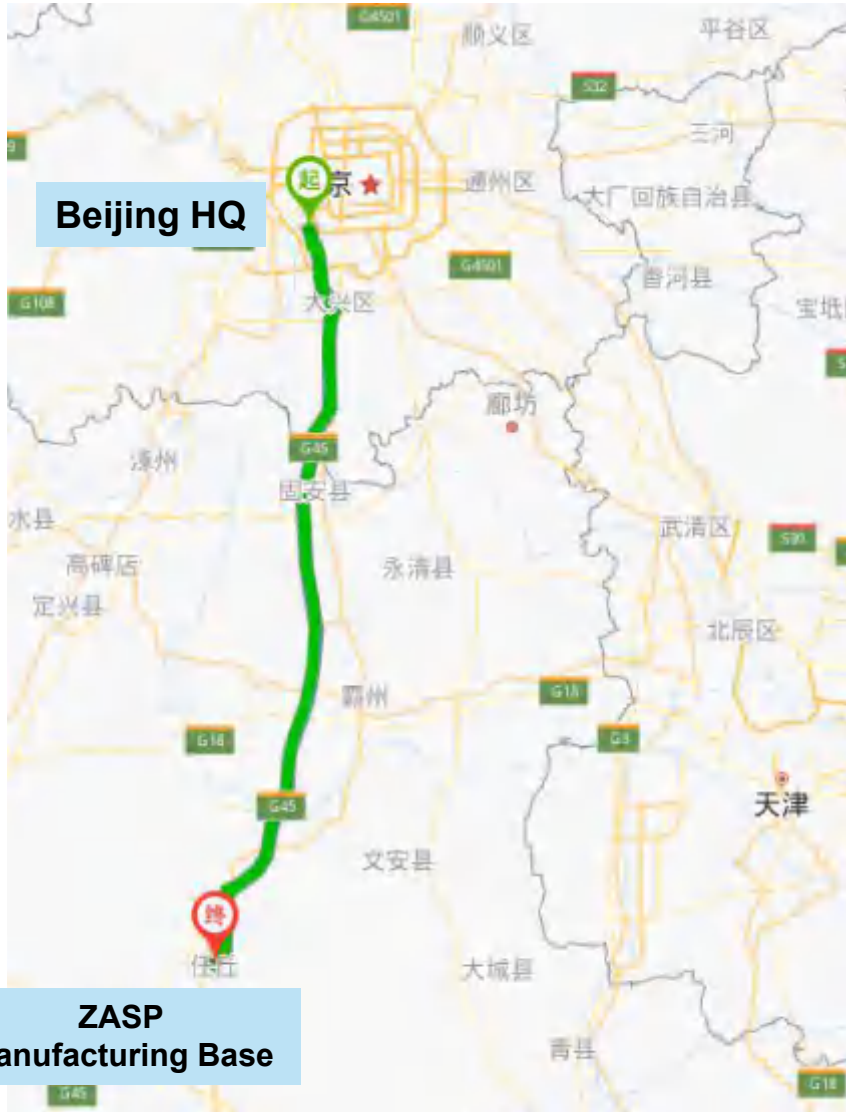 G4501
顺义区
平谷区
S32
三河
9
起
京
通州区
大厂回族自治县
Beijing HQ
G4501
香河县
G108
大兴区
宝坻
S
廊坊
G45
涿州
固安县
水县
武清区
S30
高碑店
永清县
定兴县
北辰区
霸州
G18
G18
G3
天津
G45
文安县
终
任丘
大城县
ZASP
anufacturing Base
青县
G45
G18